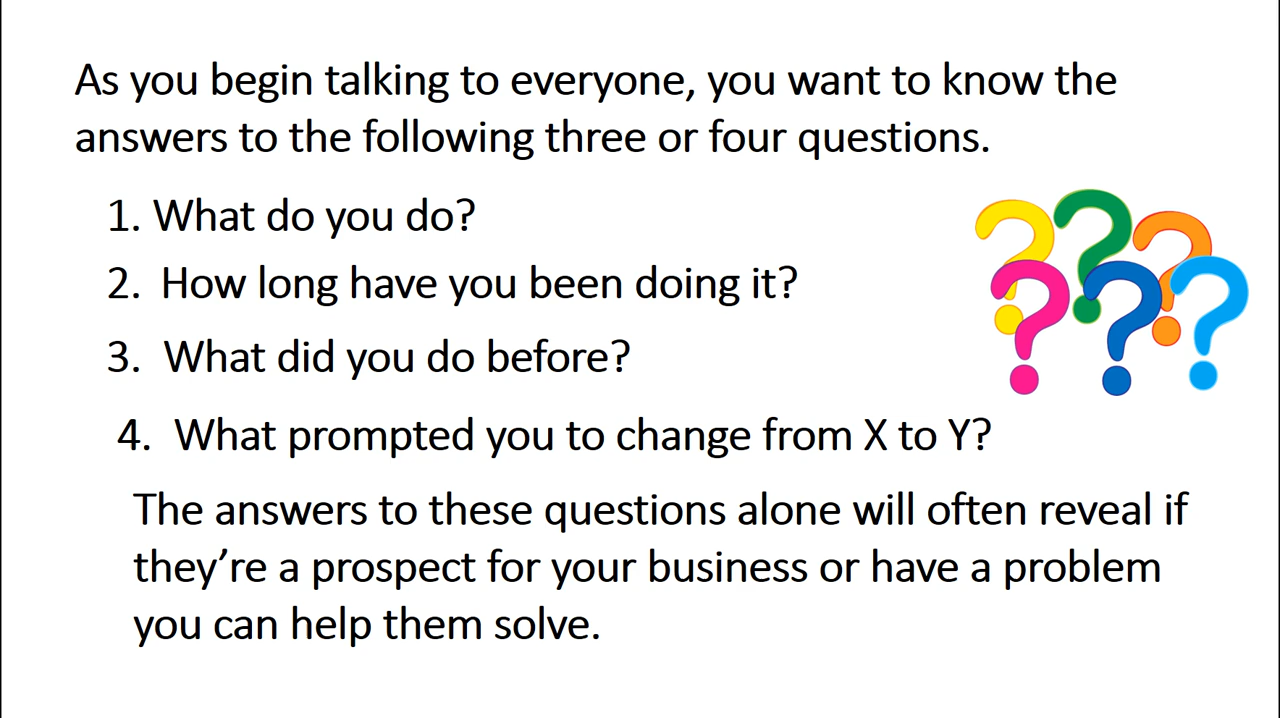 As you begin talking to everyone, you want to know the
answers to the following three or four questions.
1. What do you do?
2. How long have you been doing it?
3. What did you do before?
4. What prompted you to change from X to Y?
The answers to these questions alone will often reveal if
they’re a prospect for your business or have a problem
you can help them solve.